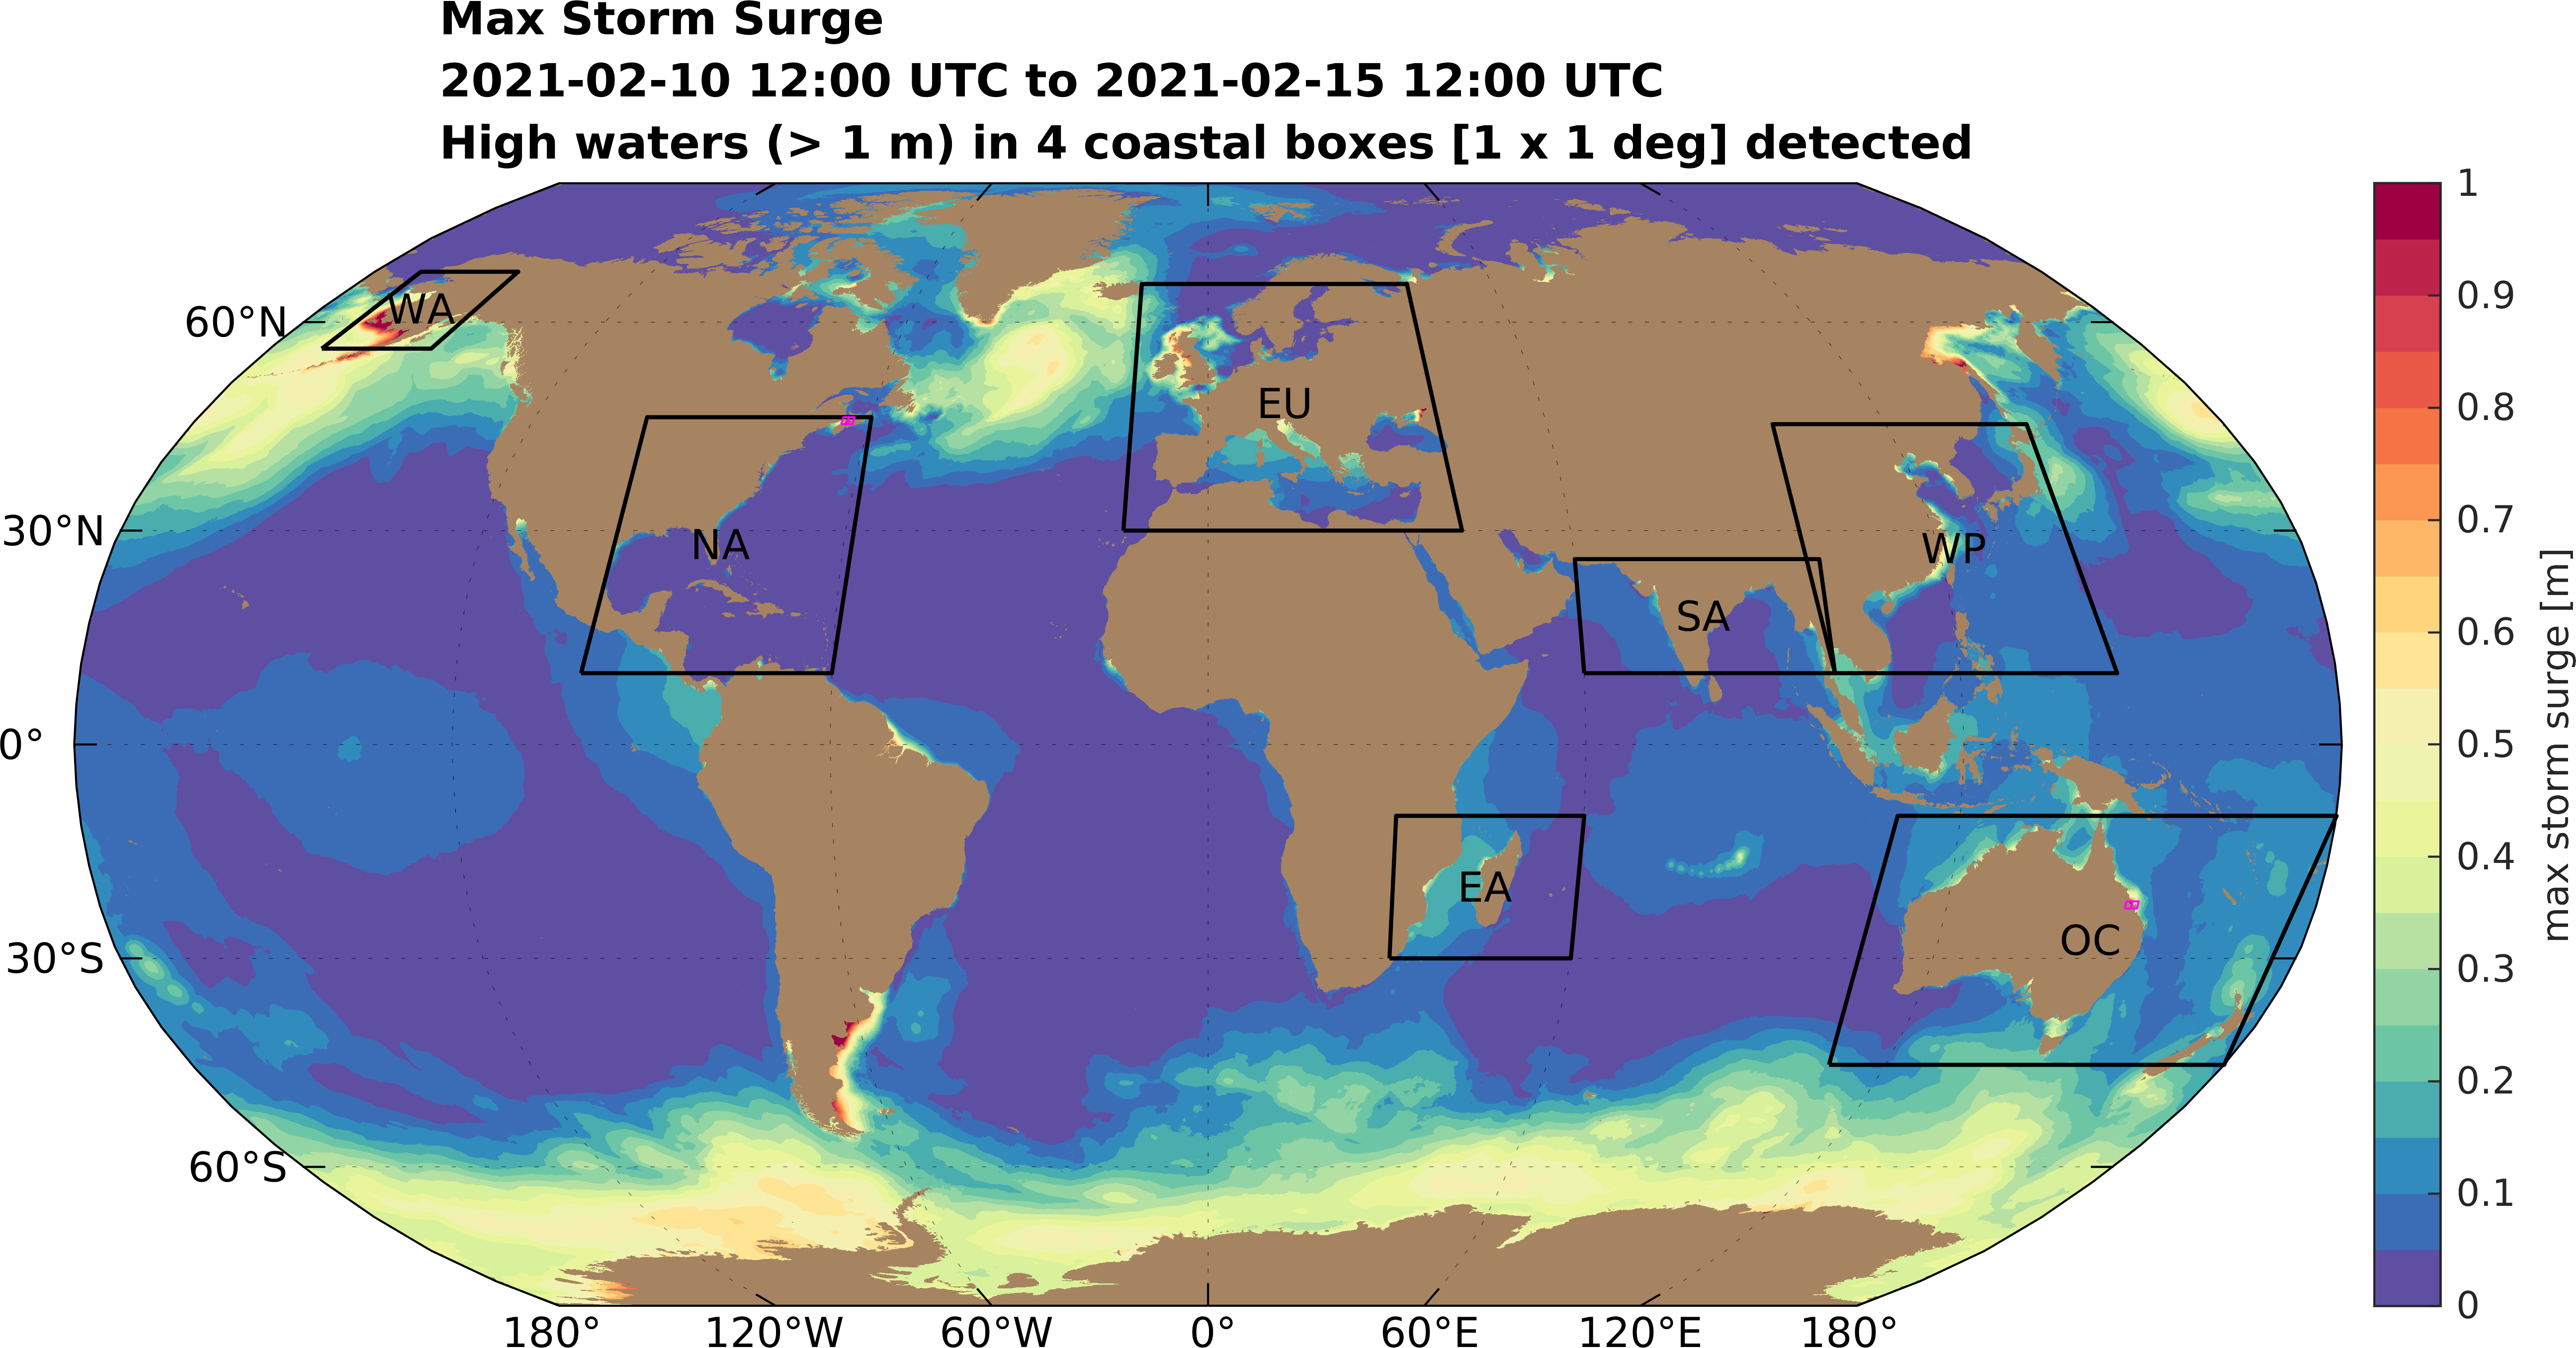 Max Storm Surge
2021-02-10 12:00 UTC to 2021-02-15 12:00 UTC
High waters (> 1 m) in 4 coastal boxes [1 x 1 deg] detected
60°N
30°N
0°
30°S
60°S
180°
120°W
60°W
0°
60°E
120°E
180°
WA
NA
EU
SA
WP
EA
OC
1
0.9
0.8
0.7
0.6
0.5
0.4
0.3
0.2
0.1
0
max storm surge [m]